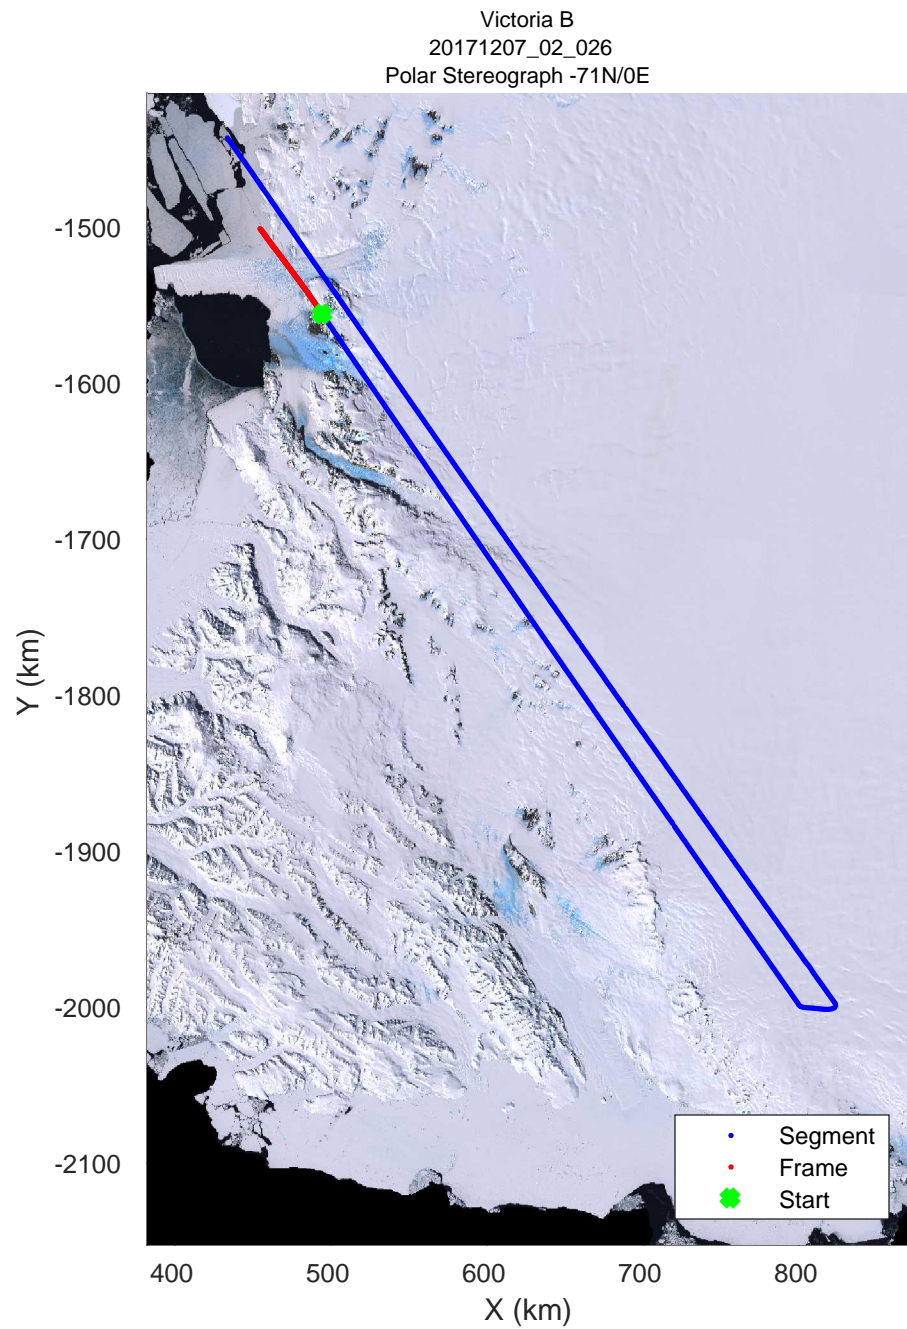 Victoria B
20171207_02_026
Polar Stereograph -71N/0E
-1500
-1600
-1700
-1800
-1900
-2000
-2100
Y (km)
400
500
600
700
800
X (km)
Segment
Frame
Start